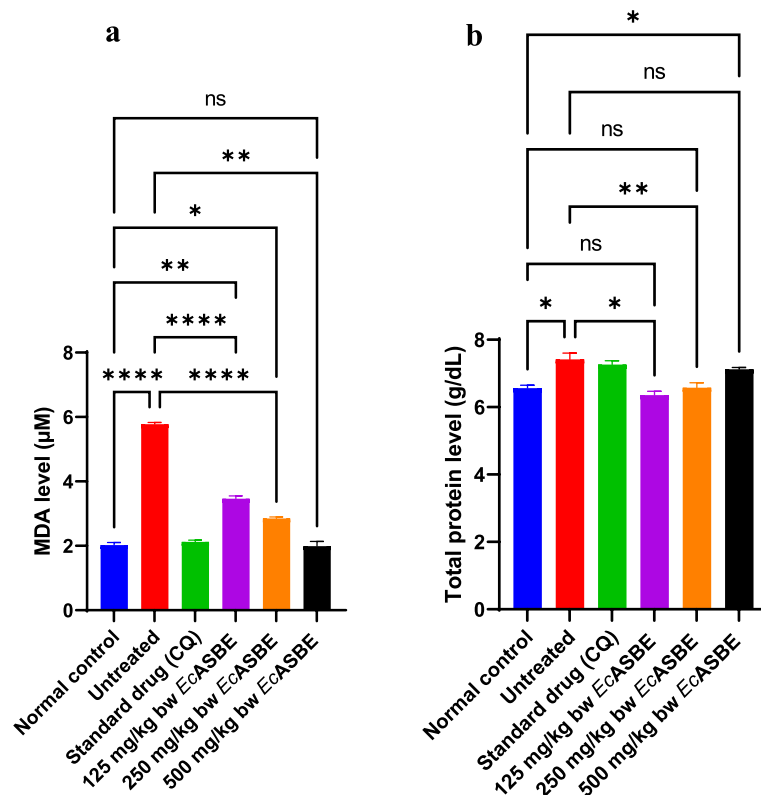 a
ns
**
*
**
****
****
****
8
6
4
2
0
MDA level (µM)
Normal control
Untreated
Standard drug (CQ)
125 mg/kg bw EcASBE
250 mg/kg bw EcASBE
500 mg/kg bw EcASBE
b
*
ns
ns
**
ns
*
*
8
6
4
2
0
Total protein level (g/dL)
Normal control
Untreated
Standard drug (CQ)
125 mg/kg bw EcASBE
250 mg/kg bw EcASBE
500 mg/kg bw EcASBE